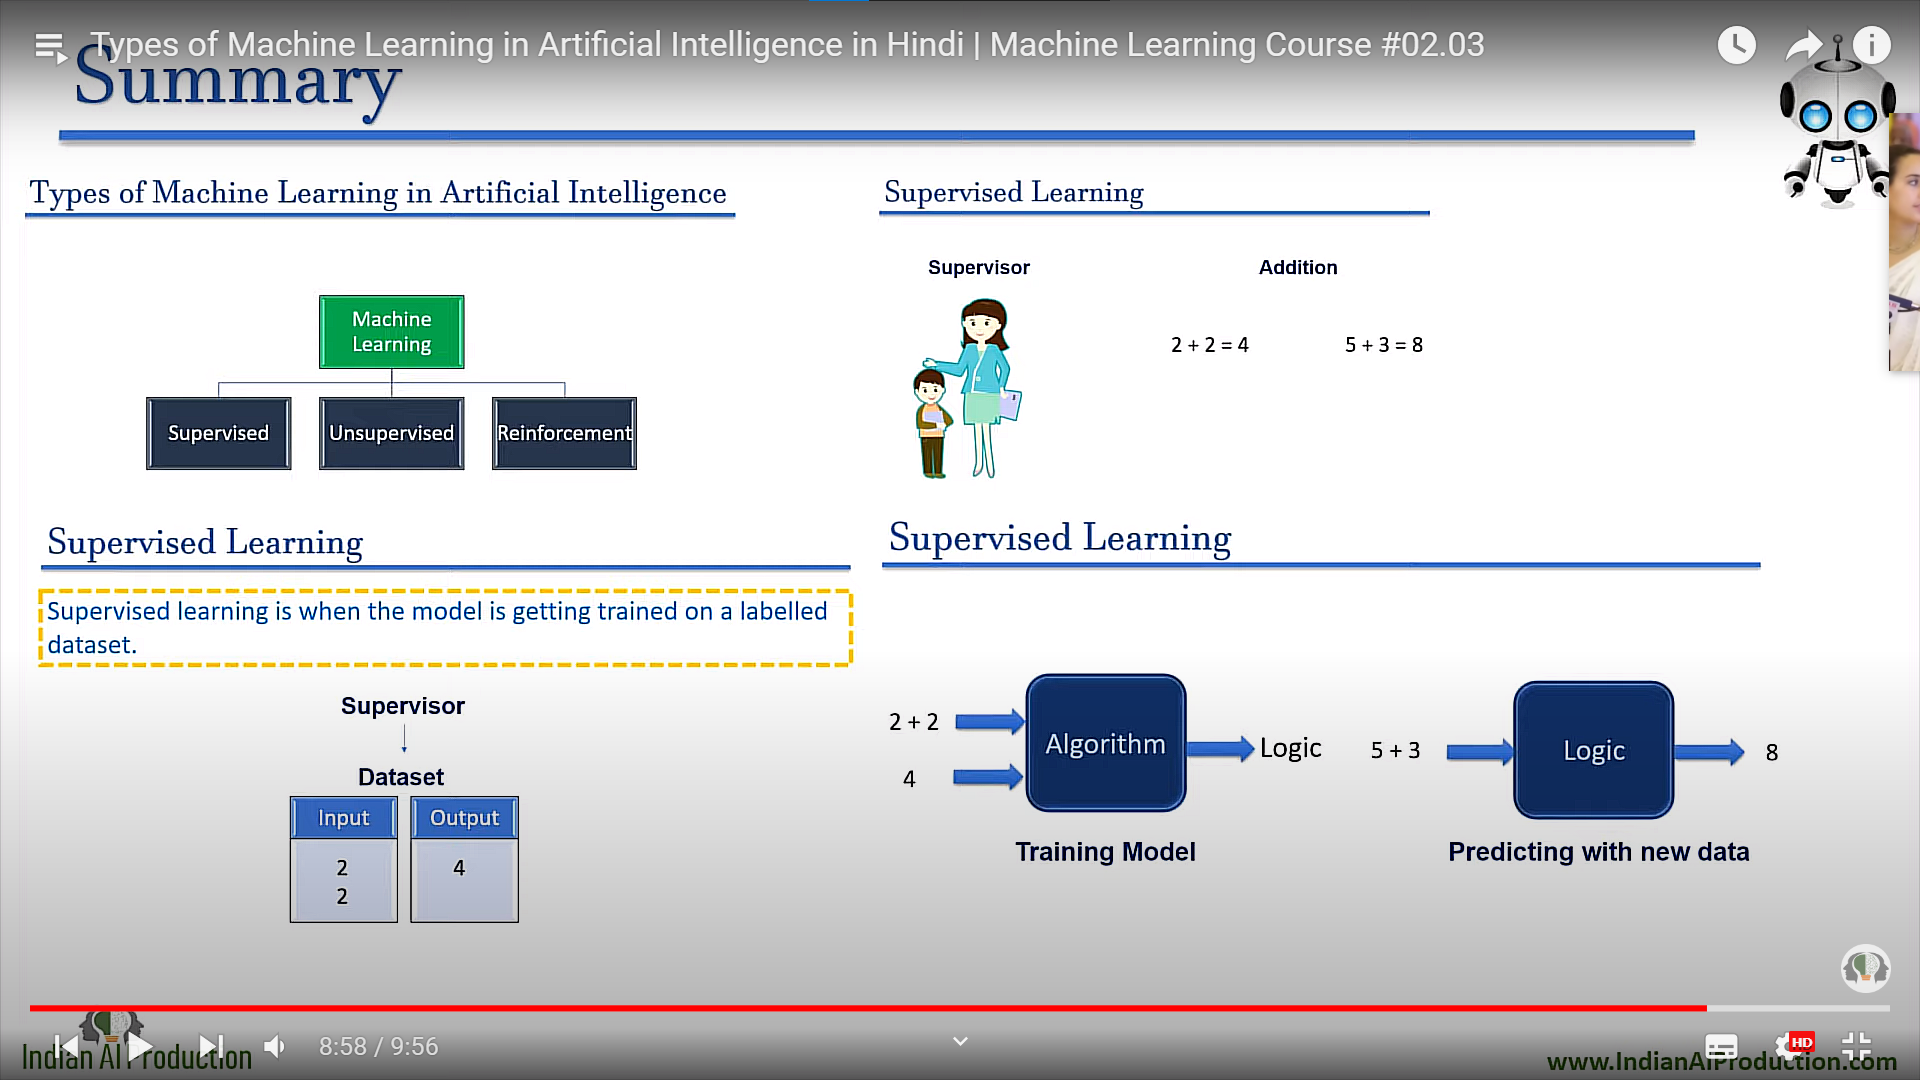 Types of Machine Learning in Artificial Intelligence in Hindi | Machine Learning Course #02.03
Summary
Types of Machine Learning in Artificial Intelligence
Machine
Learning
Supervised
Unsupervised
Reinforcement
Supervised Learning
Supervisor
Addition
2 + 2 = 4
5 + 3 = 8
Supervised Learning
Supervised learning is when the model is getting trained on a labelled
dataset.
Supervisor
Dataset
Input
Output
2
4
2
Supervised Learning
2 + 2
4
Algorithm
Logic
Training Model
5 + 3
Logic
8
Predicting with new data
8:58 / 9:56
HD
Indian AI Production
www.IndianAIProduction.com